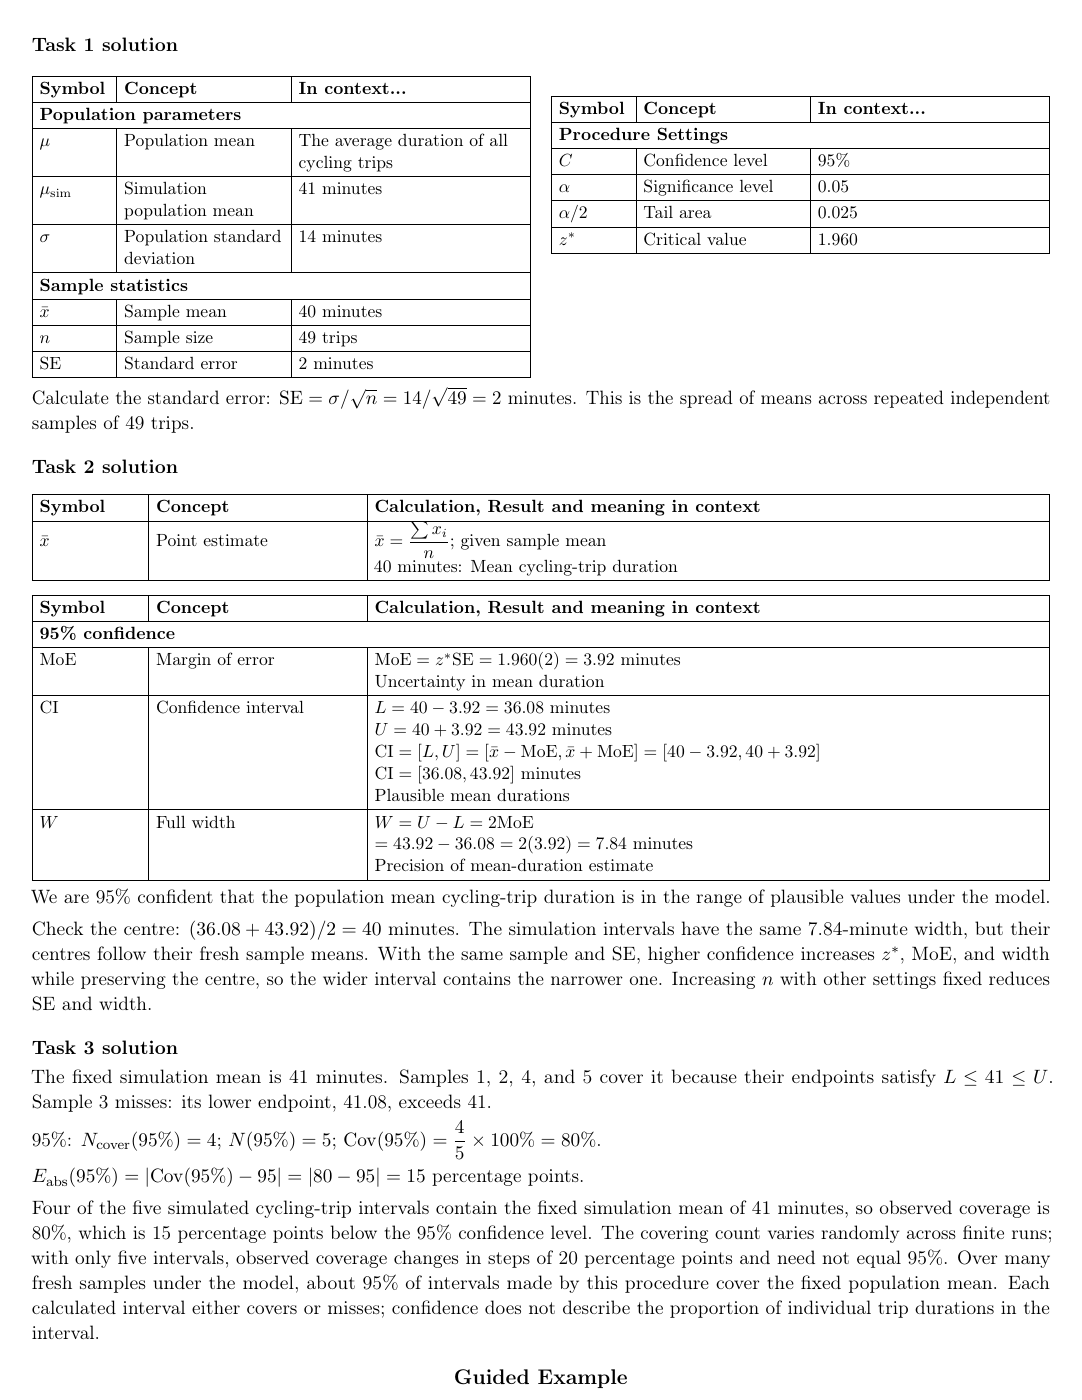 Task 1 solution
Symbol Concept In context...
Population parameters
μ Population mean The average duration of all
cycling trips
μsim Simulation 41 minutes
population mean
σ Population standard 14 minutes
deviation
Sample statistics
x̄ Sample mean 40 minutes
n Sample size 49 trips
SE Standard error 2 minutes
Symbol Concept In context...
Procedure Settings
C Confidence level 95%
α Significance level 0.05
α/2 Tail area 0.025
z* Critical value 1.960
Calculate the standard error: SE = σ/√n = 14/√49 = 2 minutes. This is the spread of means across repeated independent
samples of 49 trips.
Task 2 solution
Symbol Concept Calculation, Result and meaning in context
x̄ Point estimate x̄ = ∑xi/n; given sample mean
40 minutes: Mean cycling-trip duration
Symbol Concept Calculation, Result and meaning in context
95% confidence
MoE Margin of error MoE = z*SE = 1.960(2) = 3.92 minutes
Uncertainty in mean duration
CI Confidence interval L = 40 − 3.92 = 36.08 minutes
U = 40 + 3.92 = 43.92 minutes
CI = [L, U] = [x̄ − MoE, x̄ + MoE] = [40 − 3.92, 40 + 3.92]
CI = [36.08, 43.92] minutes
Plausible mean durations
W Full width W = U − L = 2MoE
= 43.92 − 36.08 = 2(3.92) = 7.84 minutes
Precision of mean-duration estimate
We are 95% confident that the population mean cycling-trip duration is in the range of plausible values under the model.
Check the centre: (36.08 + 43.92)/2 = 40 minutes. The simulation intervals have the same 7.84-minute width, but their
centres follow their fresh sample means. With the same sample and SE, higher confidence increases z*, MoE, and width
while preserving the centre, so the wider interval contains the narrower one. Increasing n with other settings fixed reduces
SE and width.
Task 3 solution
The fixed simulation mean is 41 minutes. Samples 1, 2, 4, and 5 cover it because their endpoints satisfy L ≤ 41 ≤ U.
Sample 3 misses: its lower endpoint, 41.08, exceeds 41.
95%: Ncover(95%) = 4; N(95%) = 5; Cov(95%) = 4/5 × 100% = 80%.
Eabs(95%) = |Cov(95%) − 95| = |80 − 95| = 15 percentage points.
Four of the five simulated cycling-trip intervals contain the fixed simulation mean of 41 minutes, so observed coverage is
80%, which is 15 percentage points below the 95% confidence level. The covering count varies randomly across finite runs;
with only five intervals, observed coverage changes in steps of 20 percentage points and need not equal 95%. Over many
fresh samples under the model, about 95% of intervals made by this procedure cover the fixed population mean. Each
calculated interval either covers or misses; confidence does not describe the proportion of individual trip durations in the
interval.
Guided Example